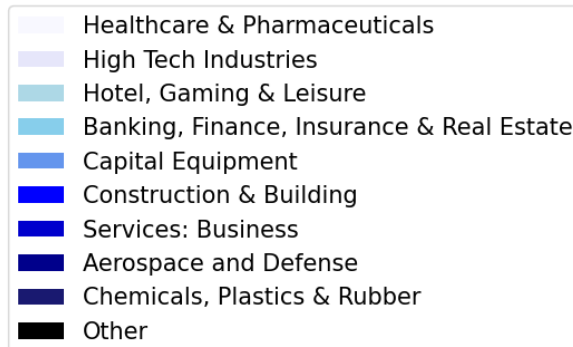 Healthcare & Pharmaceuticals
High Tech Industries
Hotel, Gaming & Leisure
Banking, Finance, Insurance & Real Estate
Capital Equipment
Construction & Building
Services: Business
Aerospace and Defense
Chemicals, Plastics & Rubber
Other